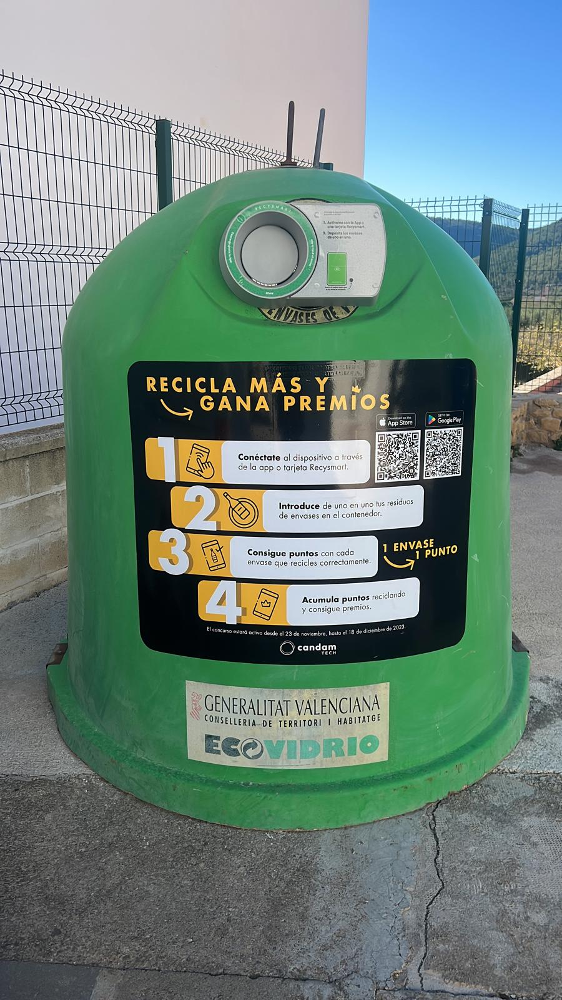 RECYSMART
Descarga gratis la App
JOAN
1. Actívame con la App o
una tarjeta Recysmart.
2. Deposita los envases
de uno en uno.
ENVASES DE
RECICLA MÁS Y
GANA PREMIOS
Download on the
App Store
GET IT ON
Google Play
1
Conéctate al dispositivo a través
de la app o tarjeta Recysmart.
2
Introduce de uno en uno tus residuos
de envases en el contenedor.
3
Consigue puntos con cada
envase que recicles correctamente.
1 ENVASE
1 PUNTO
4
Acumula puntos reciclando
y consigue premios.
El concurso estará activo desde el 23 de noviembre, hasta el 18 de diciembre de 2023.
candam
TECH
GENERALITAT VALENCIANA
CONSELLERIA DE TERRITORI I HABITATGE
ECOVIDRIO